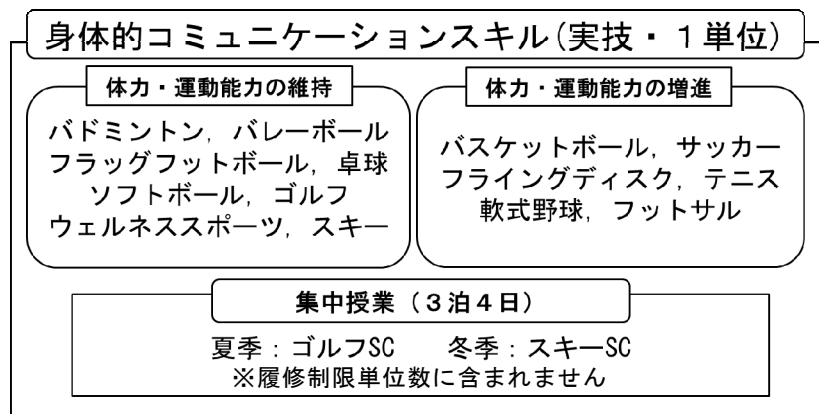 身体的コミュニケーションスキル(実技・１単位)
体力・運動能力の維持
バドミントン，バレーボール
フラッグフットボール，卓球
ソフトボール，ゴルフ
ウェルネススポーツ，スキー
体力・運動能力の増進
バスケットボール，サッカー
フライングディスク，テニス
軟式野球，フットサル
集中授業（３泊４日）
夏季：ゴルフSC　　冬季：スキーSC
※履修制限単位数に含まれません